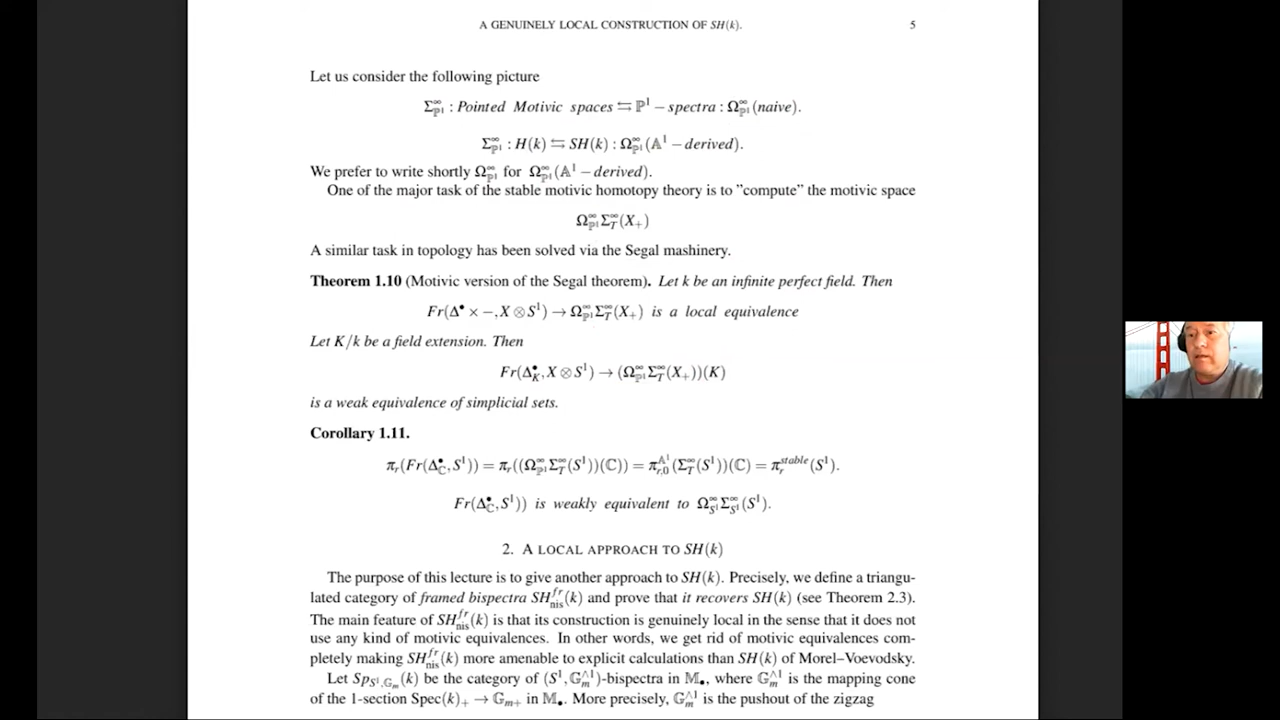 A GENUINELY LOCAL CONSTRUCTION OF SH(k). 5
Let us consider the following picture
Σ^∞_{ℙ^1} : Pointed Motivic spaces ⇆ ℙ^1 − spectra : Ω^∞_{ℙ^1}(naive).
Σ^∞_{ℙ^1} : H(k) ⇆ SH(k) : Ω^∞_{ℙ^1}(𝔸^1 − derived).
We prefer to write shortly Ω^∞_{ℙ^1} for Ω^∞_{ℙ^1}(𝔸^1 − derived).
One of the major task of the stable motivic homotopy theory is to "compute" the motivic space
Ω^∞_{ℙ^1}Σ^∞_T(X_+)
A similar task in topology has been solved via the Segal mashinery.
Theorem 1.10 (Motivic version of the Segal theorem). Let k be an infinite perfect field. Then
Fr(Δ^• × −, X ⊗ S^1) → Ω^∞_{ℙ^1}Σ^∞_T(X_+) is a local equivalence
Let K/k be a field extension. Then
Fr(Δ^•_K, X ⊗ S^1) → (Ω^∞_{ℙ^1}Σ^∞_T(X_+))(K)
is a weak equivalence of simplicial sets.
Corollary 1.11.
π_r(Fr(Δ^•_ℂ, S^1)) = π_r((Ω^∞_{ℙ^1}Σ^∞_T(S^1))(ℂ)) = π^{𝔸^1}_{r,0}(Σ^∞_T(S^1))(ℂ) = π^{stable}_r(S^1).
Fr(Δ^•_ℂ, S^1)) is weakly equivalent to Ω^∞_{S^1}Σ^∞_{S^1}(S^1).
2. A LOCAL APPROACH TO SH(k)
The purpose of this lecture is to give another approach to SH(k). Precisely, we define a triangu-
lated category of framed bispectra SH^{fr}_{nis}(k) and prove that it recovers SH(k) (see Theorem 2.3).
The main feature of SH^{fr}_{nis}(k) is that its construction is genuinely local in the sense that it does not
use any kind of motivic equivalences. In other words, we get rid of motivic equivalences com-
pletely making SH^{fr}_{nis}(k) more amenable to explicit calculations than SH(k) of Morel–Voevodsky.
Let Sp_{S^1,𝔾_m}(k) be the category of (S^1, 𝔾_m^{∧1})-bispectra in 𝕄_•, where 𝔾_m^{∧1} is the mapping cone
of the 1-section Spec(k)_+ → 𝔾_{m+} in 𝕄_•. More precisely, 𝔾_m^{∧1} is the pushout of the zigzag